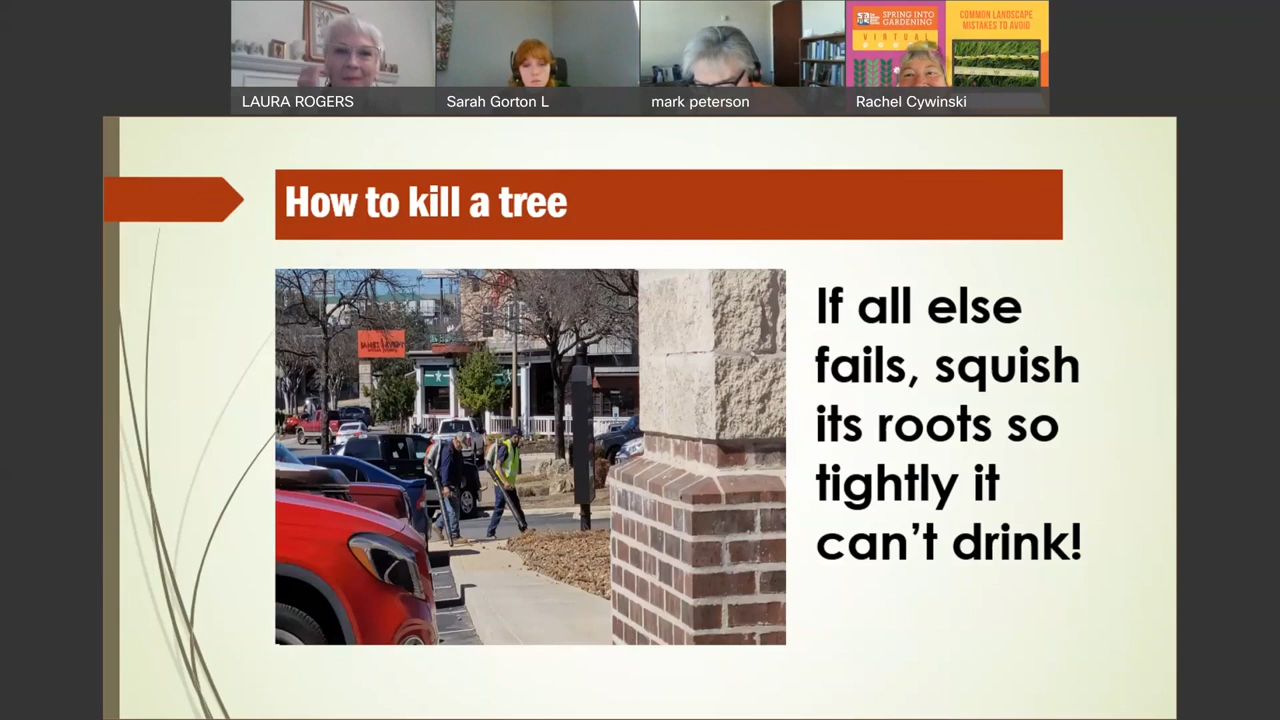 SPRING INTO
GARDENING
VIRTUAL
COMMON LANDSCAPE
MISTAKES TO AVOID
LAURA ROGERS
Sarah Gorton L
mark peterson
Rachel Cywinski
How to kill a tree
If all else
fails, squish
its roots so
tightly it
can't drink!